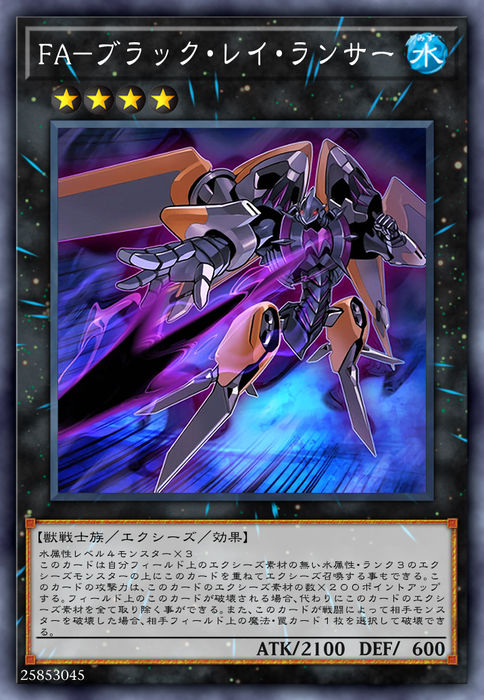 FA－ブラック・レイ・ランサー
みず
水
【獣戦士族／エクシーズ／効果】
水属性レベル４モンスター×３
このカードは自分フィールド上のエクシーズ素材の無い水属性・ランク３のエク
シーズモンスターの上にこのカードを重ねてエクシーズ召喚する事もできる。こ
のカードの攻撃力は、このカードのエクシーズ素材の数×２００ポイントアップ
する。フィールド上のこのカードが破壊される場合、代わりにこのカードのエクシ
ーズ素材を全て取り除く事ができる。また、このカードが戦闘によって相手モンス
ターを破壊した場合、相手フィールド上の魔法・罠カード１枚を選択して破壊でき
る。
ATK/2100 DEF/ 600
25853045